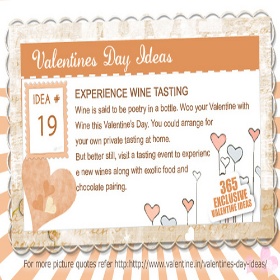 Valentines Day Ideas
IDEA #
19
EXPERIENCE WINE TASTING
Wine is said to be poetry in a bottle. Woo your Valentine with
Wine this Valentine's Day. You could arrange for
your own private tasting at home.
But better still, visit a tasting event to experienc
e new wines along with exotic food and
chocolate pairing.
365
EXCLUSIVE
VALENTINE IDEAS
For more picture quotes refer http:http://www.valentine.in/valentines-day-ideas/